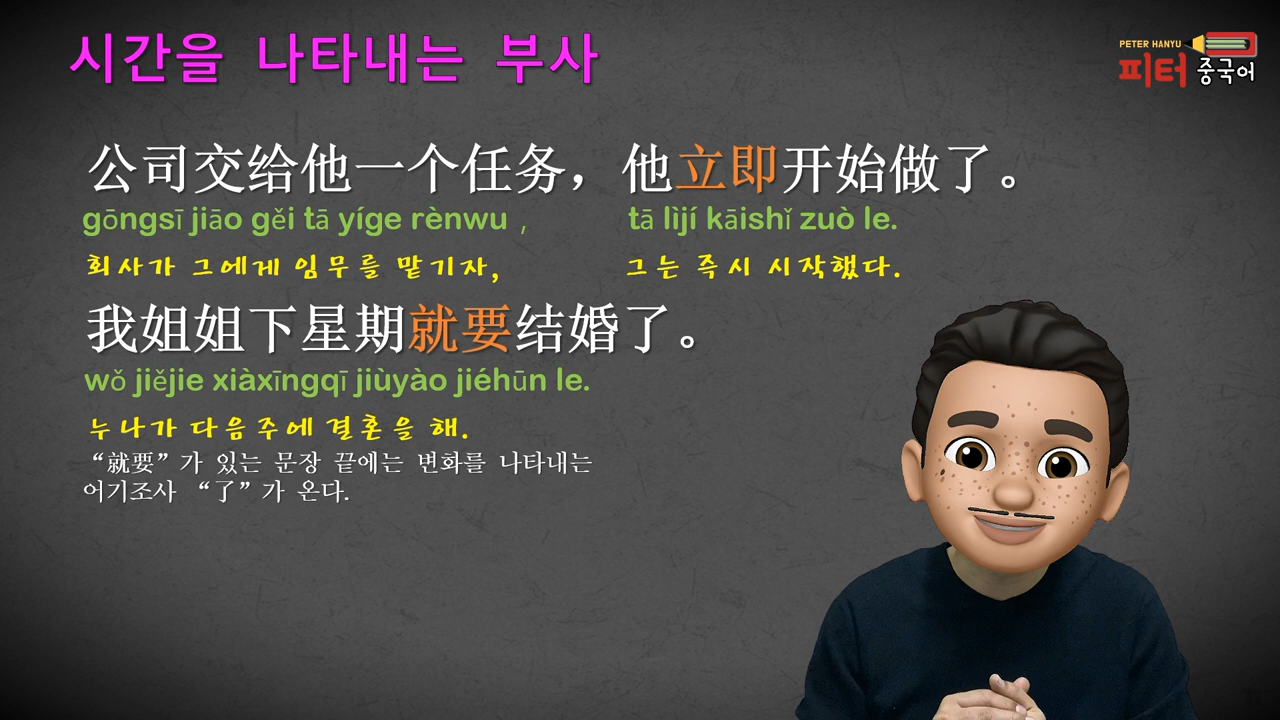 시간을 나타내는 부사
PETER HANYU
피터 중국어
公司交给他一个任务，他立即开始做了。
gōngsī jiāo gěi tā yíge rènwu， tā lìjí kāishǐ zuò le.
회사가 그에게 임무를 맡기자, 그는 즉시 시작했다.
我姐姐下星期就要结婚了。
wǒ jiějie xiàxīngqī jiùyào jiéhūn le.
누나가 다음주에 결혼을 해.
“就要”가 있는 문장 끝에는 변화를 나타내는
어기조사 “了”가 온다.